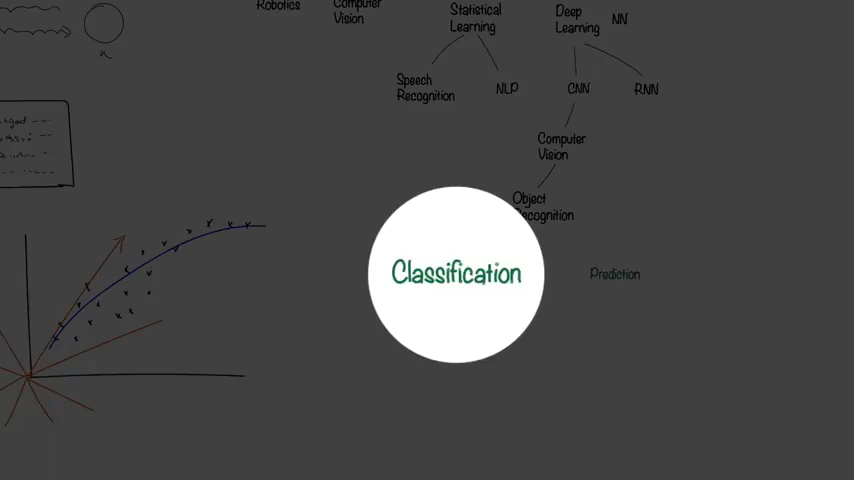 Robotics
Computer
Vision
Statistical
Learning
Deep
Learning
NN
Speech
Recognition
NLP
CNN
RNN
Computer
Vision
Object
Recognition
Classification
Prediction